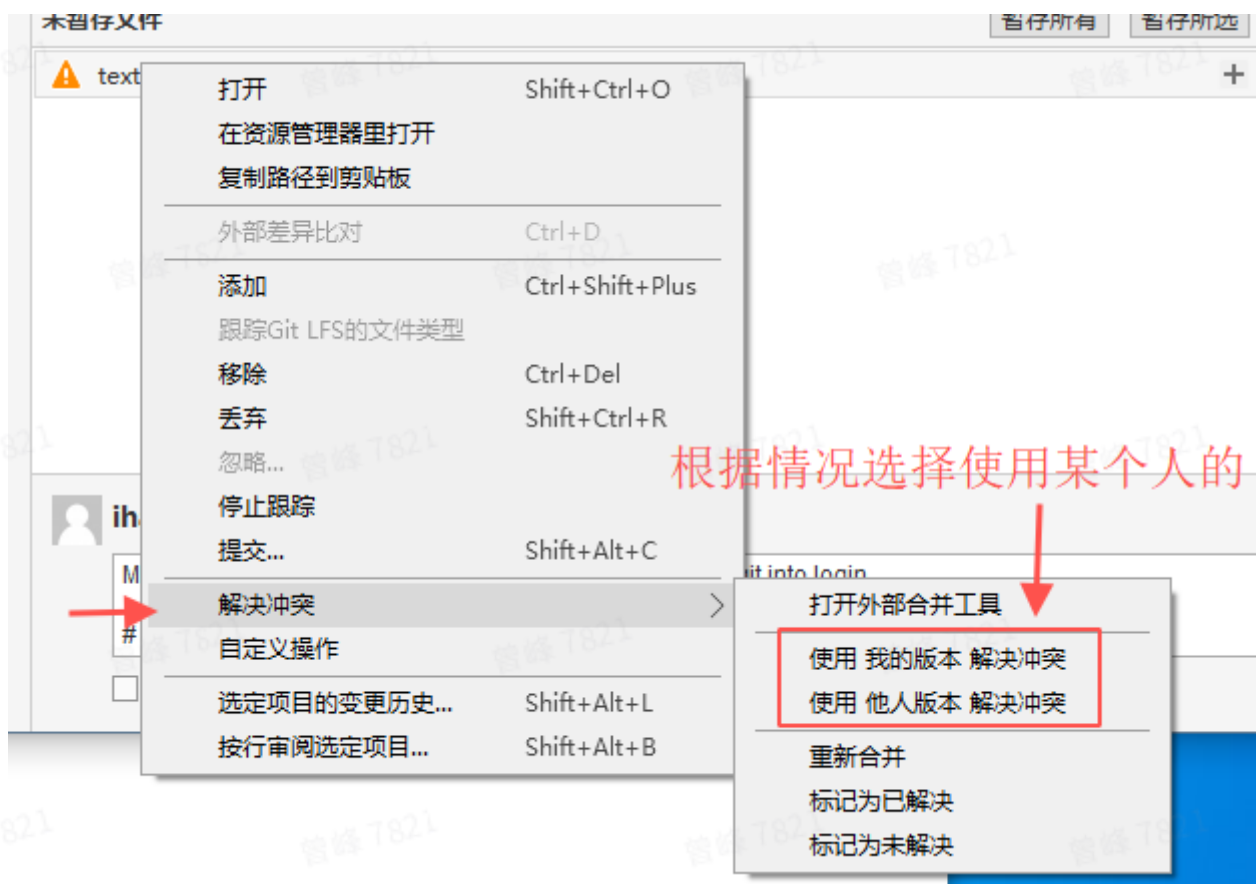 未暂存文件
暂存所有 暂存所选
text
打开 Shift+Ctrl+O
在资源管理器里打开
复制路径到剪贴板
外部差异比对 Ctrl+D
添加 Ctrl+Shift+Plus
跟踪Git LFS的文件类型
移除 Ctrl+Del
丢弃 Shift+Ctrl+R
忽略...
停止跟踪
提交... Shift+Alt+C
根据情况选择使用某个人的
ih
M
it into login
#
解决冲突
自定义操作
选定项目的变更历史... Shift+Alt+L
按行审阅选定项目... Shift+Alt+B
打开外部合并工具
使用 我的版本 解决冲突
使用 他人版本 解决冲突
重新合并
标记为已解决
标记为未解决
曾峰 7821